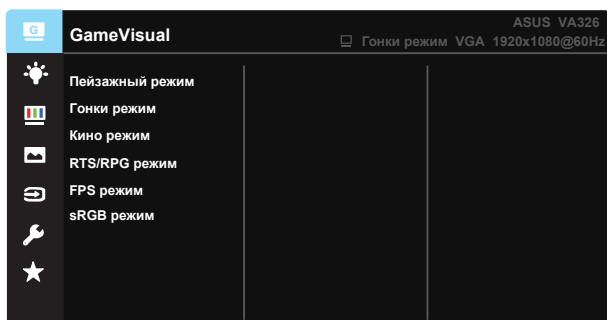 G
GameVisual
ASUS VA326
Гонки режим VGA 1920x1080@60Hz
Пейзажный режим
Гонки режим
Кино режим
RTS/RPG режим
FPS режим
sRGB режим